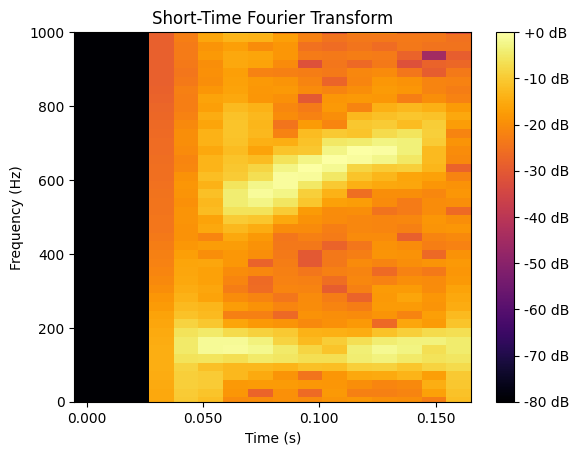 Short-Time Fourier Transform
1000
800
600
400
200
0
Frequency (Hz)
0.000
0.050
0.100
0.150
Time (s)
+0 dB
-10 dB
-20 dB
-30 dB
-40 dB
-50 dB
-60 dB
-70 dB
-80 dB